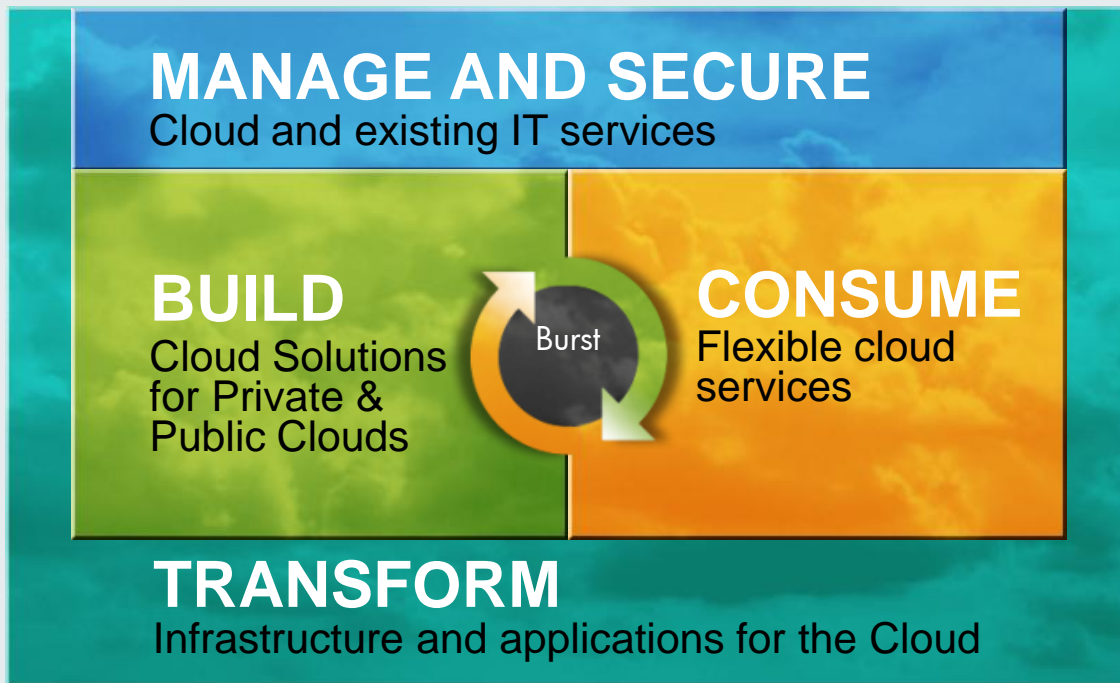 MANAGE AND SECURE
Cloud and existing IT services
BUILD
Cloud Solutions
for Private &
Public Clouds
Burst
CONSUME
Flexible cloud
services
TRANSFORM
Infrastructure and applications for the Cloud